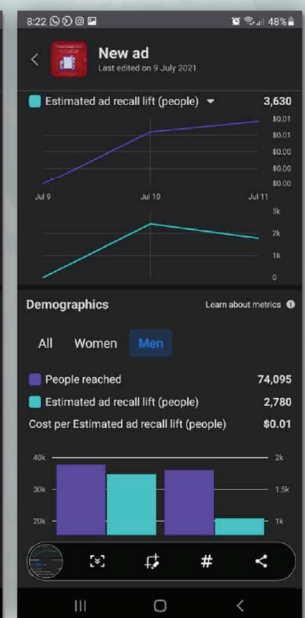 8:22
48%
New ad
Last edited on 9 July 2021
Estimated ad recall lift (people) 3,630
$0.01
$0.01
$0.00
$0.00
$0.00
Jul 9 Jul 10 Jul 11
3k
2k
1k
0
Demographics Learn about metrics
All Women Men
People reached 74,095
Estimated ad recall lift (people) 2,780
Cost per Estimated ad recall lift (people) $0.01
40k 2k
30k 1.5k
20k 1k
#